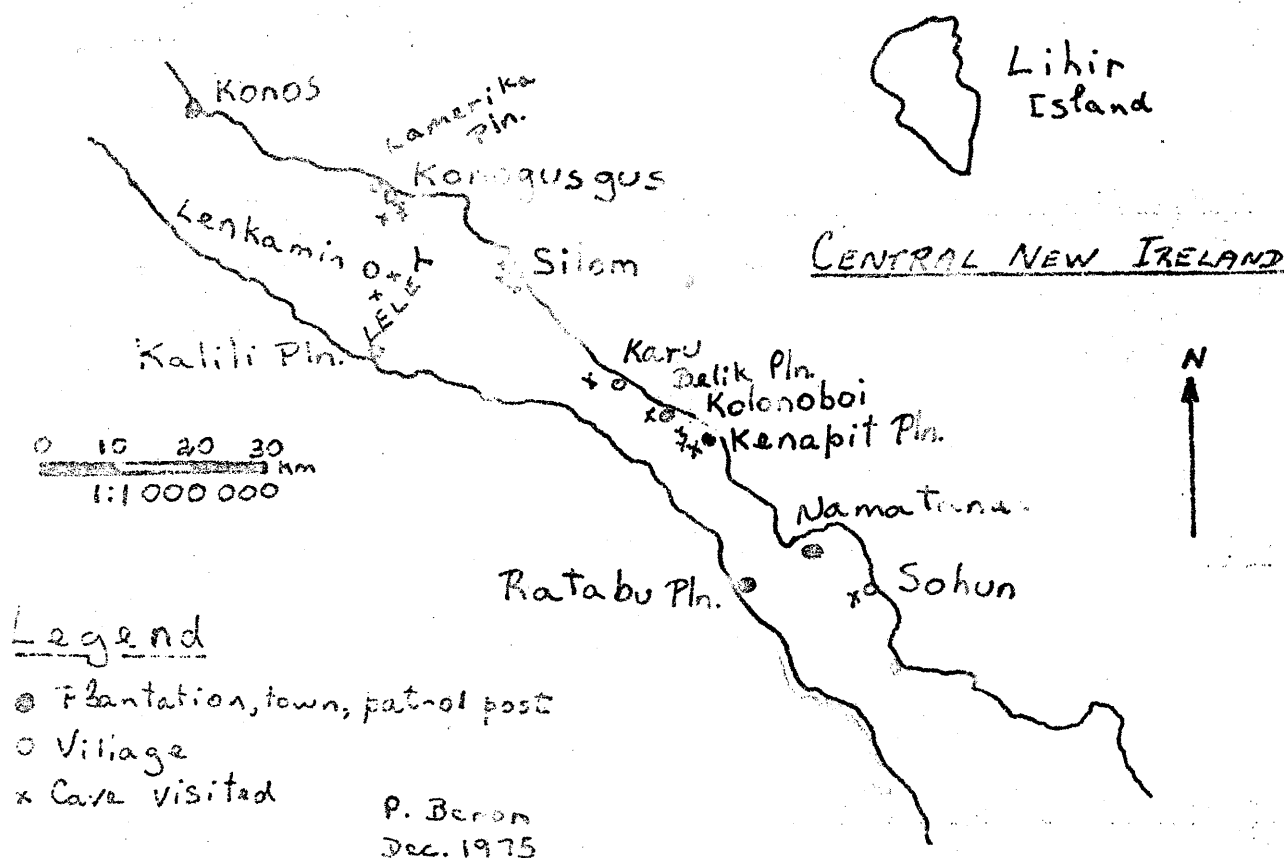 Konos
Lamerika
Pln.
Lihir
Island
Konogusgus
Lenkamin
LELET
Silom
CENTRAL NEW IRELAND
Kalili Pln.
Karu
Belik Pln.
Kolonoboi
Kenapit Pln.
N
0 10 20 30 km
1:1 000 000
Ratabu Pln.
Sohun
Legend
Plantation, town, patrol post
Village
x Cave visited
P. Beron
Dec. 1975